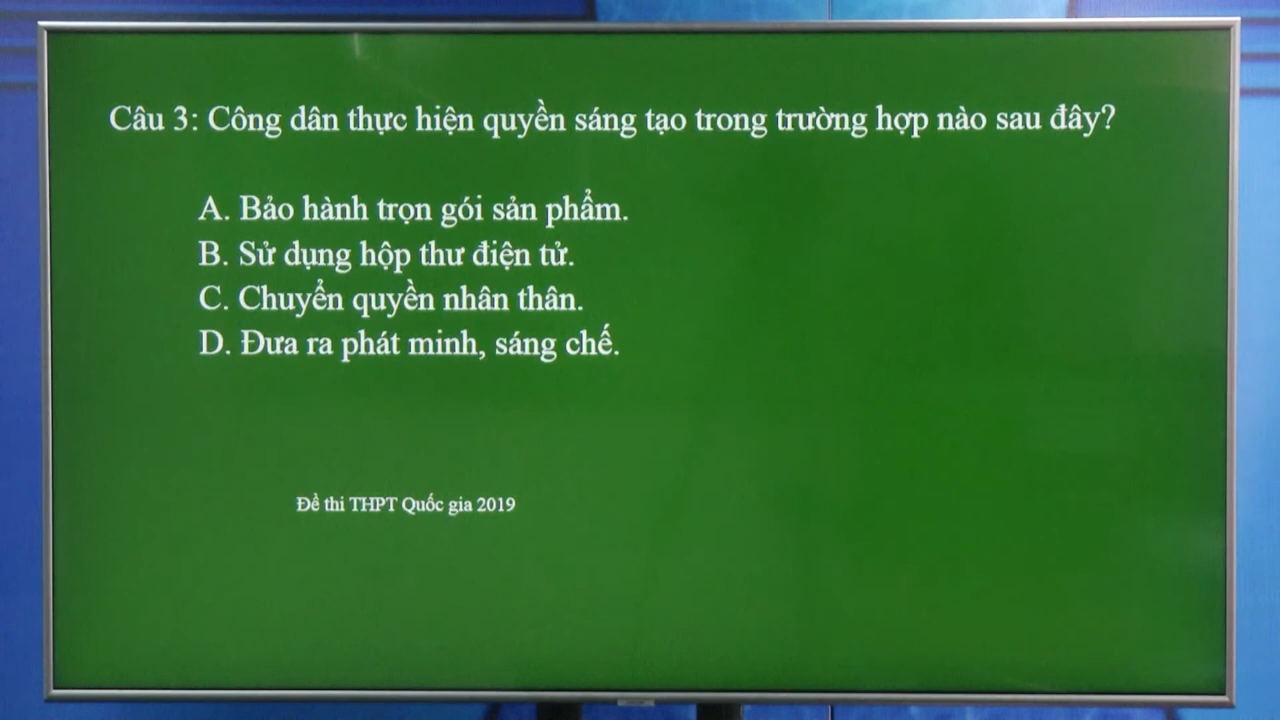 Câu 3: Công dân thực hiện quyền sáng tạo trong trường hợp nào sau đây?
A. Bảo hành trọn gói sản phẩm.
B. Sử dụng hộp thư điện tử.
C. Chuyển quyền nhân thân.
D. Đưa ra phát minh, sáng chế.
Đề thi THPT Quốc gia 2019